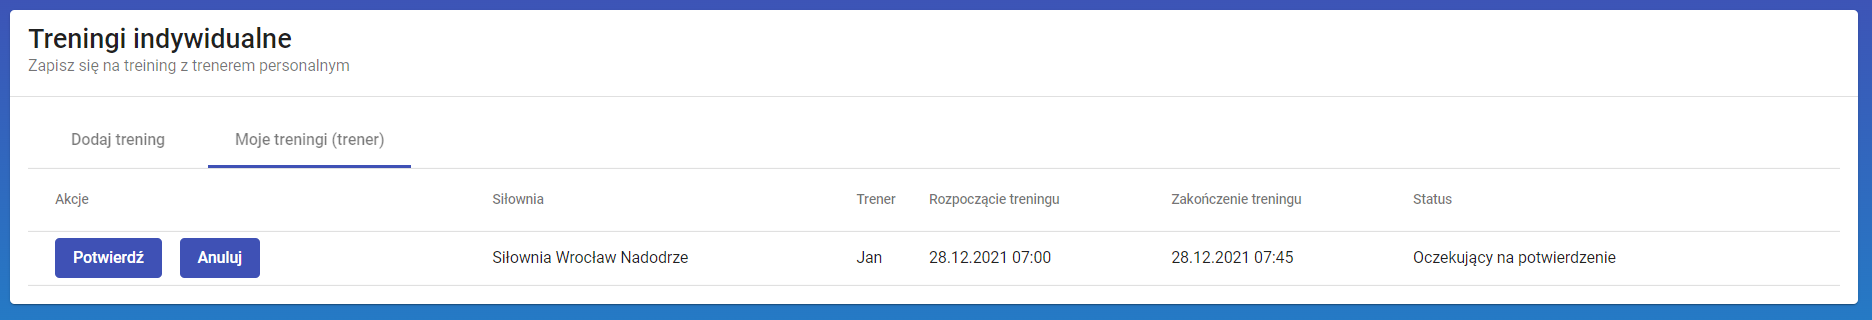 Treningi indywidualne
Zapisz się na treining z trenerem personalnym
Dodaj trening Moje treningi (trener)
Akcje Siłownia Trener Rozpoczącie treningu Zakończenie treningu Status
Potwierdź Anuluj Siłownia Wrocław Nadodrze Jan 28.12.2021 07:00 28.12.2021 07:45 Oczekujący na potwierdzenie